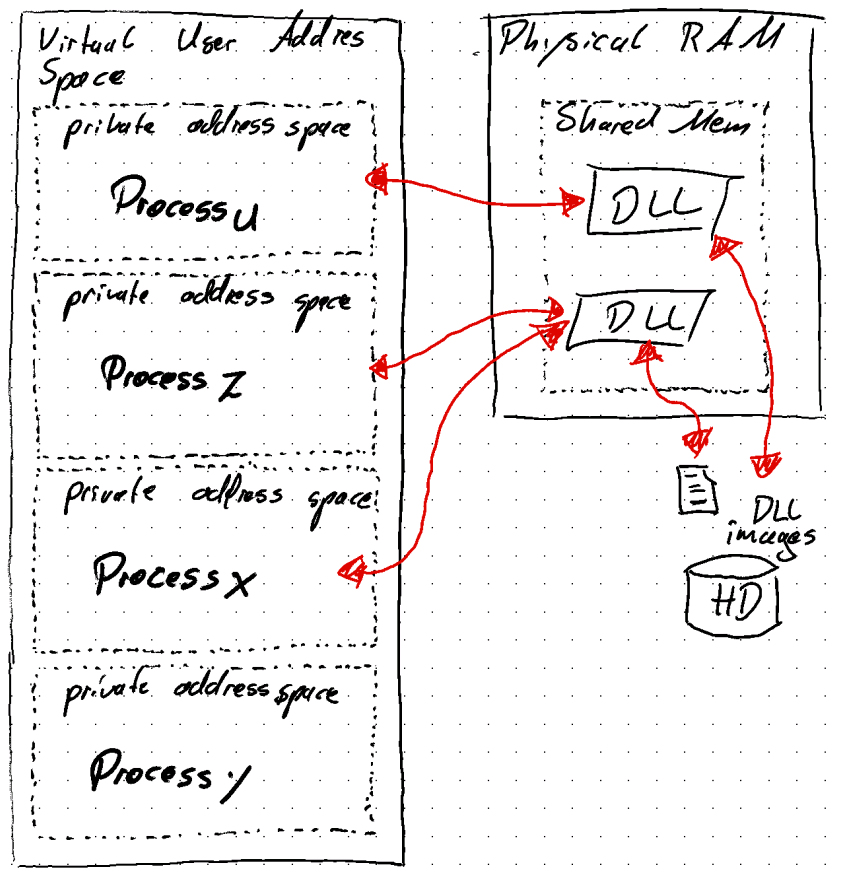 Virtual User Addres
Space
private address space
Process U
private address space
Process Z
private address space
Process X
private address space
Process Y
Physical RAM
Shared Mem
DLL
DLL
DLL
images
HD